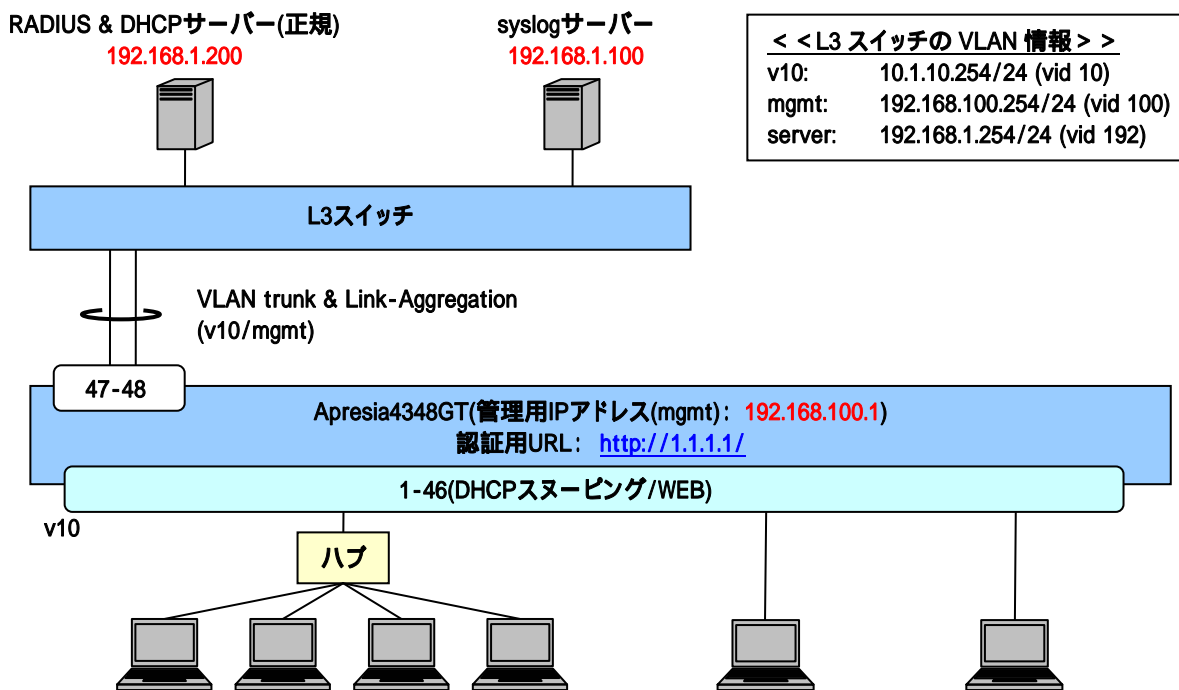 RADIUS & DHCPサーバー(正規)
192.168.1.200
syslogサーバー
192.168.1.100
<<L3 スイッチの VLAN 情報>>
v10: 10.1.10.254/24 (vid 10)
mgmt: 192.168.100.254/24 (vid 100)
server: 192.168.1.254/24 (vid 192)
L3スイッチ
VLAN trunk & Link-Aggregation
(v10/mgmt)
47-48
Apresia4348GT(管理用IPアドレス(mgmt): 192.168.100.1)
認証用URL: http://1.1.1.1/
1-46(DHCPスヌーピング/WEB)
v10
ハブ